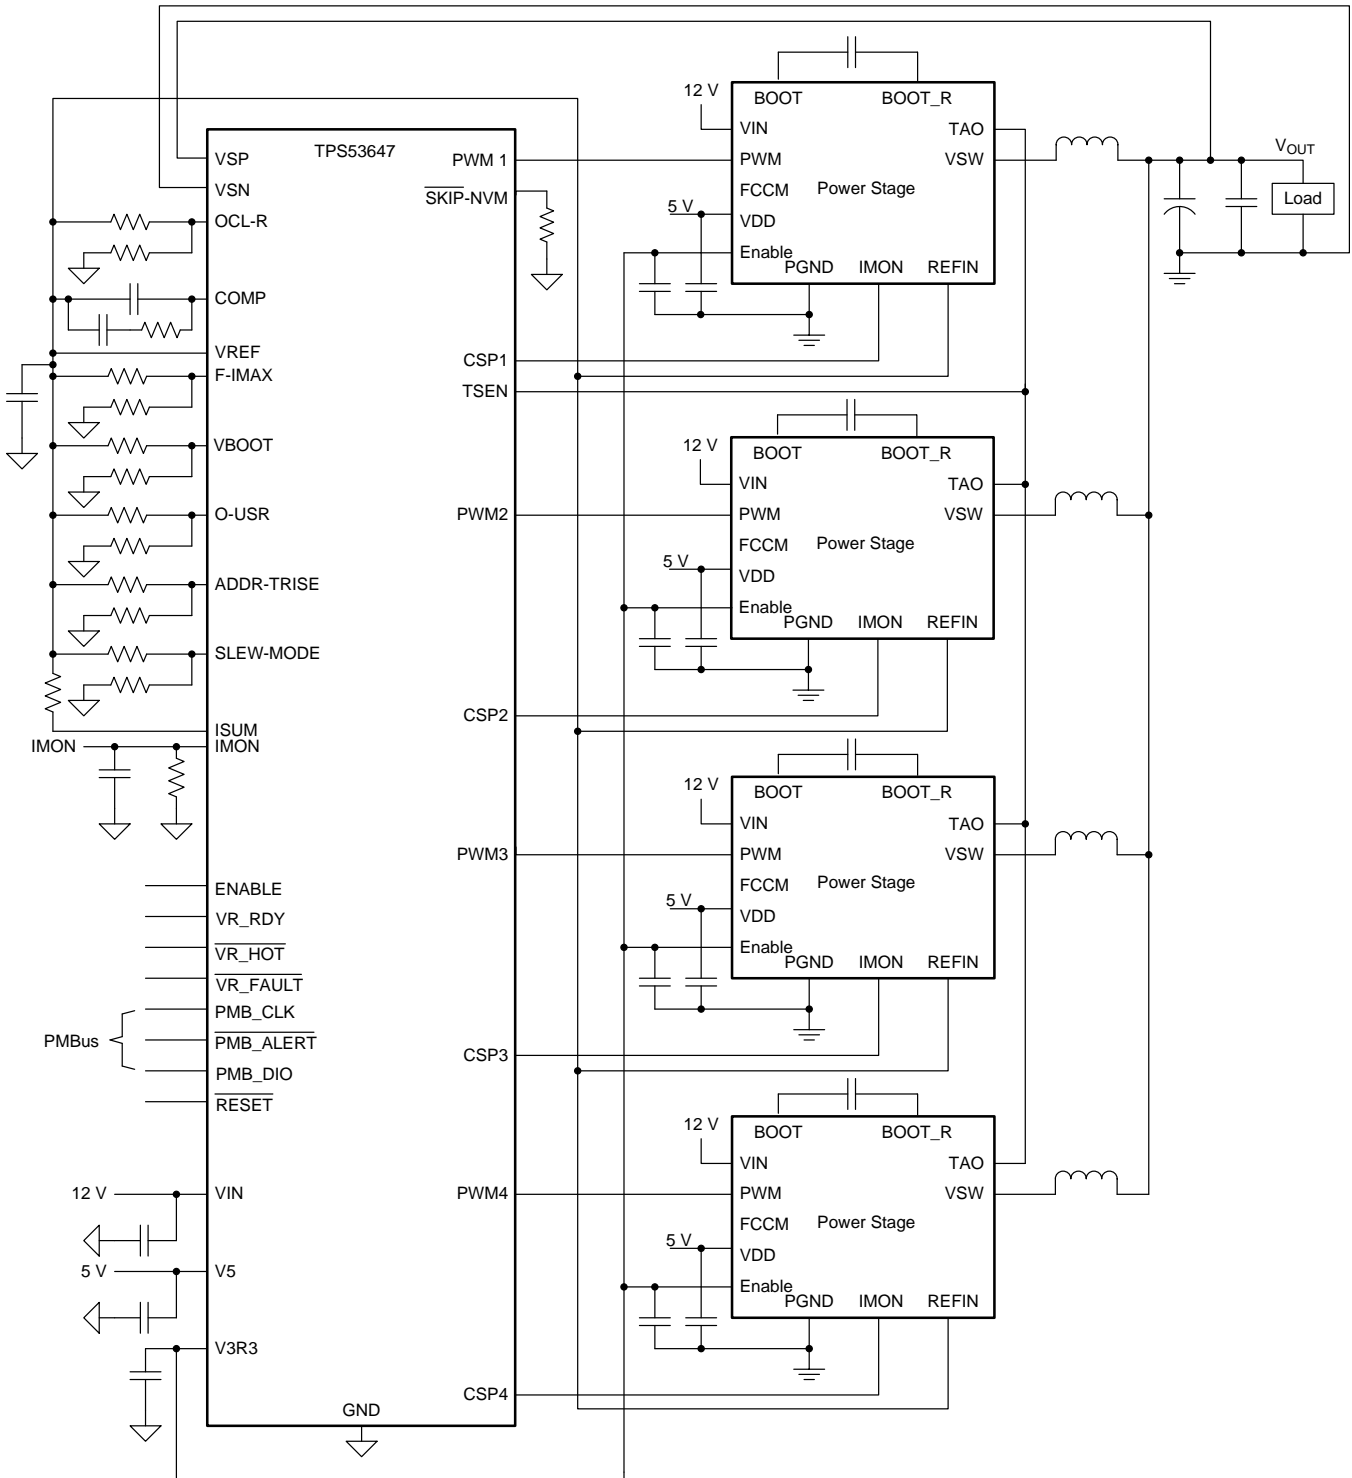 TPS53647
VSP
VSN
OCL-R
COMP
VREF
F-IMAX
VBOOT
O-USR
ADDR-TRISE
SLEW-MODE
ISUM
IMON
IMON
ENABLE
VR_RDY
VR_HOT
VR_FAULT
PMB_CLK
PMBus
PMB_ALERT
PMB_DIO
RESET
12 V
VIN
5 V
V5
V3R3
GND
PWM 1
SKIP-NVM
CSP1
TSEN
PWM2
CSP2
PWM3
CSP3
PWM4
CSP4
12 V
BOOT
BOOT_R
VIN
TAO
PWM
VSW
FCCM
Power Stage
5 V
VDD
Enable
PGND
IMON
REFIN
VOUT
Load
12 V
BOOT
BOOT_R
VIN
TAO
PWM
VSW
FCCM
Power Stage
5 V
VDD
Enable
PGND
IMON
REFIN
12 V
BOOT
BOOT_R
VIN
TAO
PWM
VSW
FCCM
Power Stage
5 V
VDD
Enable
PGND
IMON
REFIN
12 V
BOOT
BOOT_R
VIN
TAO
PWM
VSW
FCCM
Power Stage
5 V
VDD
Enable
PGND
IMON
REFIN